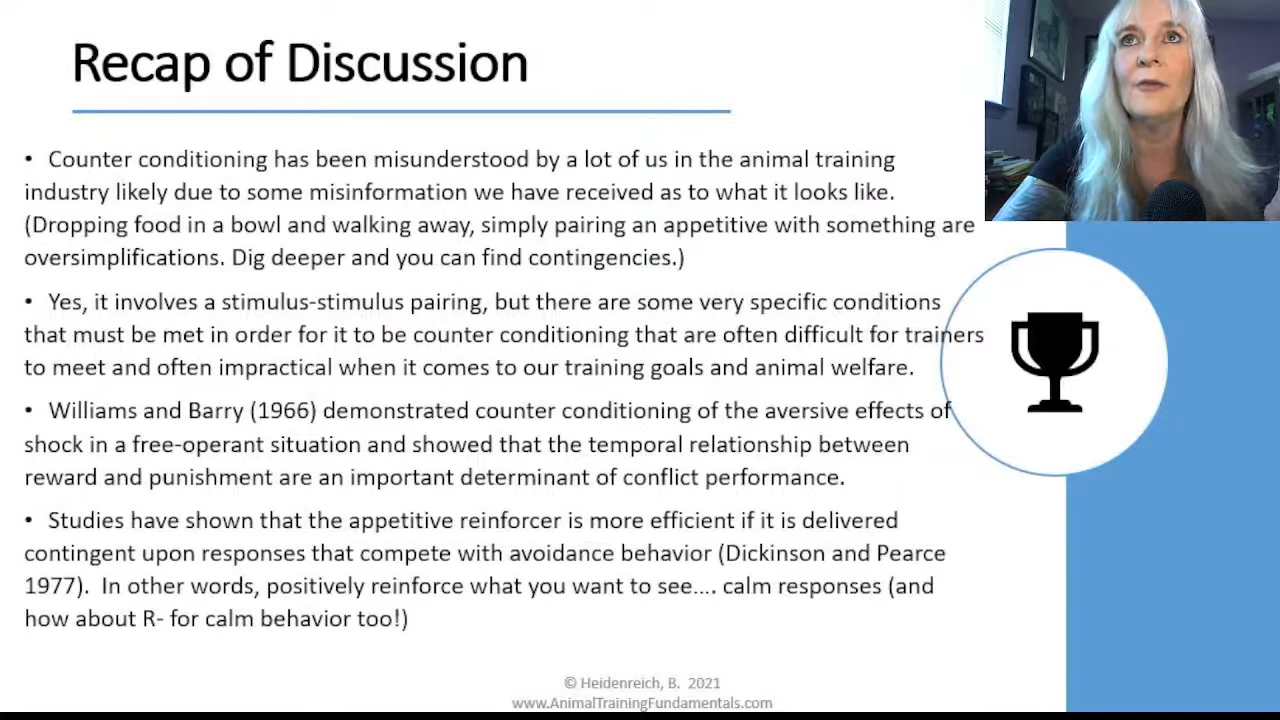 Recap of Discussion
• Counter conditioning has been misunderstood by a lot of us in the animal training
industry likely due to some misinformation we have received as to what it looks like.
(Dropping food in a bowl and walking away, simply pairing an appetitive with something are
oversimplifications. Dig deeper and you can find contingencies.)
• Yes, it involves a stimulus-stimulus pairing, but there are some very specific conditions
that must be met in order for it to be counter conditioning that are often difficult for trainers
to meet and often impractical when it comes to our training goals and animal welfare.
• Williams and Barry (1966) demonstrated counter conditioning of the aversive effects of
shock in a free-operant situation and showed that the temporal relationship between
reward and punishment are an important determinant of conflict performance.
• Studies have shown that the appetitive reinforcer is more efficient if it is delivered
contingent upon responses that compete with avoidance behavior (Dickinson and Pearce
1977). In other words, positively reinforce what you want to see.... calm responses (and
how about R- for calm behavior too!)
© Heidenreich, B. 2021
www.AnimalTrainingFundamentals.com